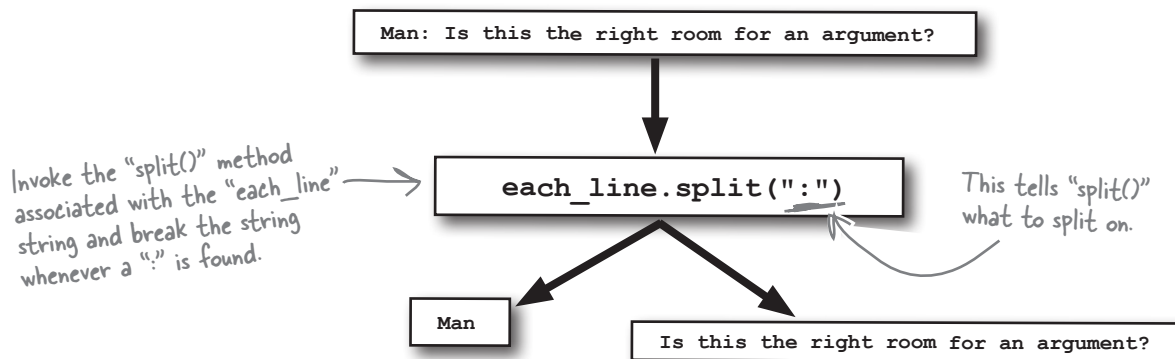 Man: Is this the right room for an argument?
Invoke the “split()” method
associated with the “each_line”
string and break the string
whenever a “:” is found.
each_line.split(":")
This tells “split()”
what to split on.
Man
Is this the right room for an argument?